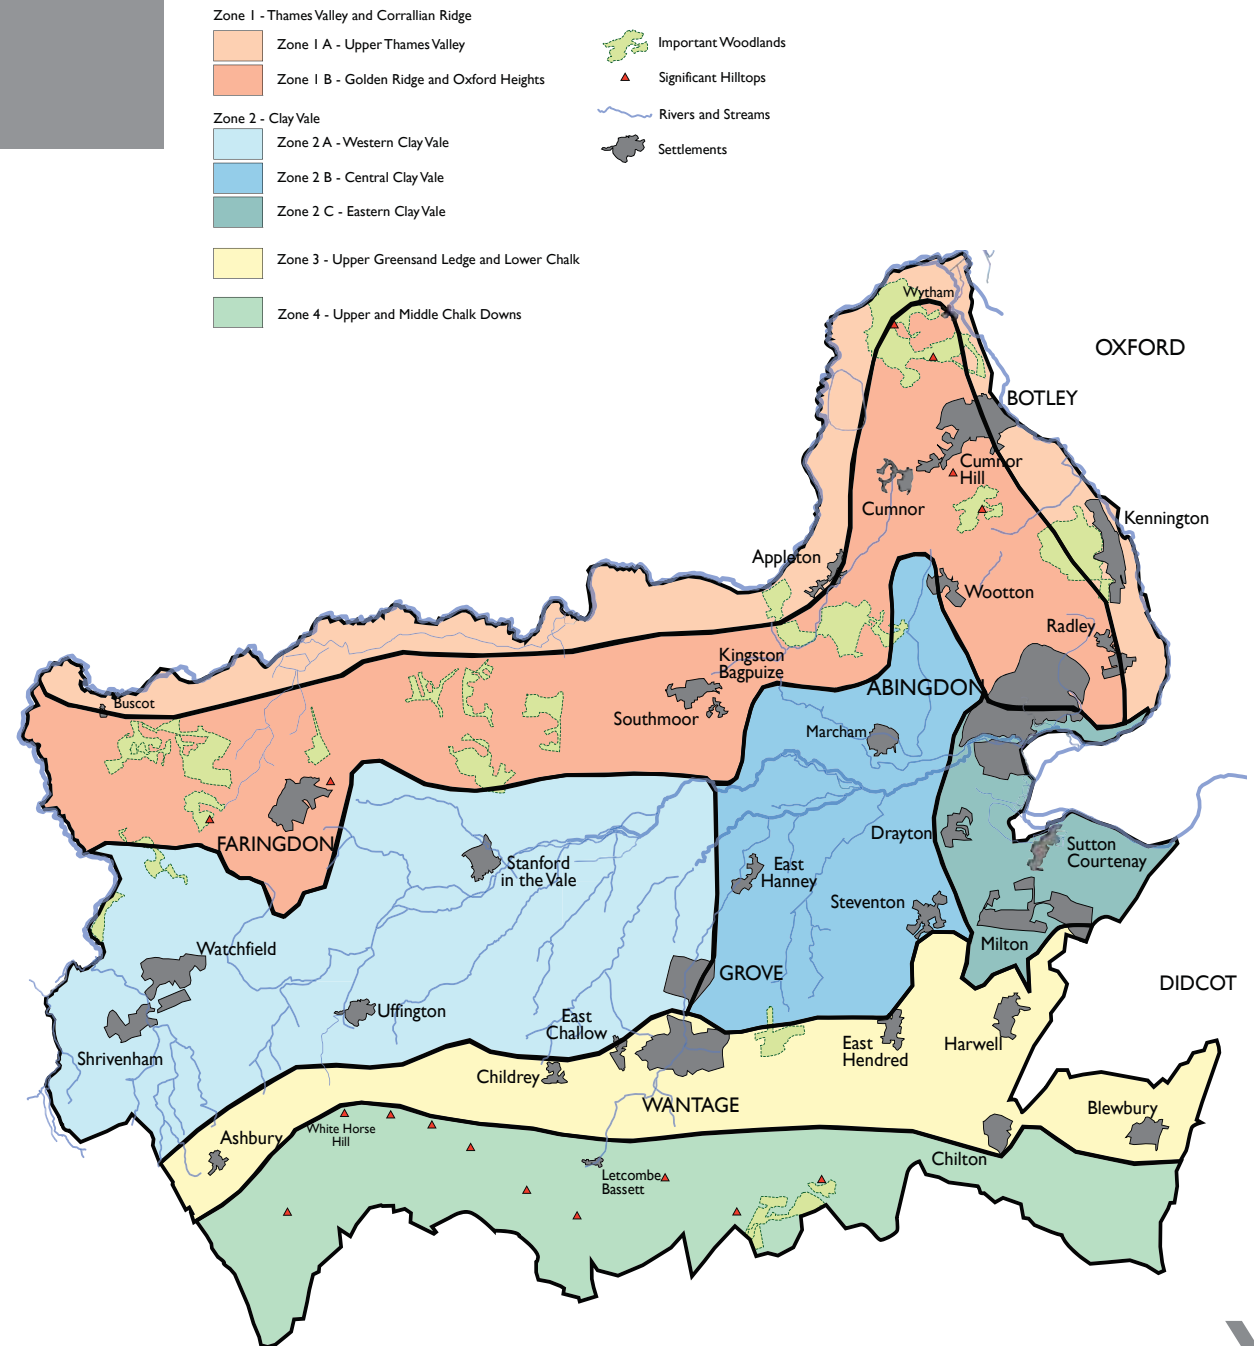 Zone 1 - Thames Valley and Corrallian Ridge
Zone 1 A - Upper Thames Valley
Zone 1 B - Golden Ridge and Oxford Heights
Zone 2 - Clay Vale
Zone 2 A - Western Clay Vale
Zone 2 B - Central Clay Vale
Zone 2 C - Eastern Clay Vale
Zone 3 - Upper Greensand Ledge and Lower Chalk
Zone 4 - Upper and Middle Chalk Downs
Important Woodlands
Significant Hilltops
Rivers and Streams
Settlements
Wytham
OXFORD
BOTLEY
Cumnor
Hill
Cumnor
Kennington
Appleton
Wootton
Radley
Kingston
Bagpuize
ABINGDON
Buscot
Southmoor
Marcham
FARINGDON
Drayton
Sutton
Courtenay
Stanford
in the Vale
East
Hanney
Steventon
Watchfield
Milton
GROVE
DIDCOT
Uffington
East
Challow
East
Hendred
Harwell
Shrivenham
Childrey
WANTAGE
Blewbury
White Horse
Hill
Ashbury
Chilton
Letcombe
Bassett